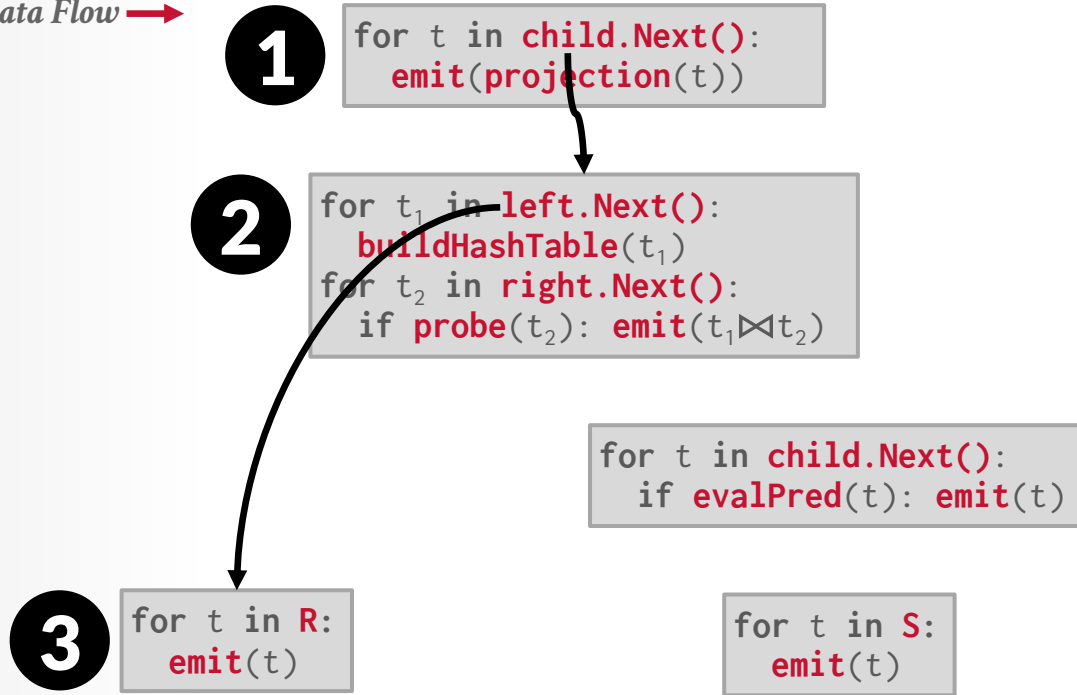 ata Flow
1
for t in child.Next():
  emit(projection(t))
2
for t₁ in left.Next():
  buildHashTable(t₁)
for t₂ in right.Next():
  if probe(t₂): emit(t₁⨝t₂)
for t in child.Next():
  if evalPred(t): emit(t)
3
for t in R:
  emit(t)
for t in S:
  emit(t)